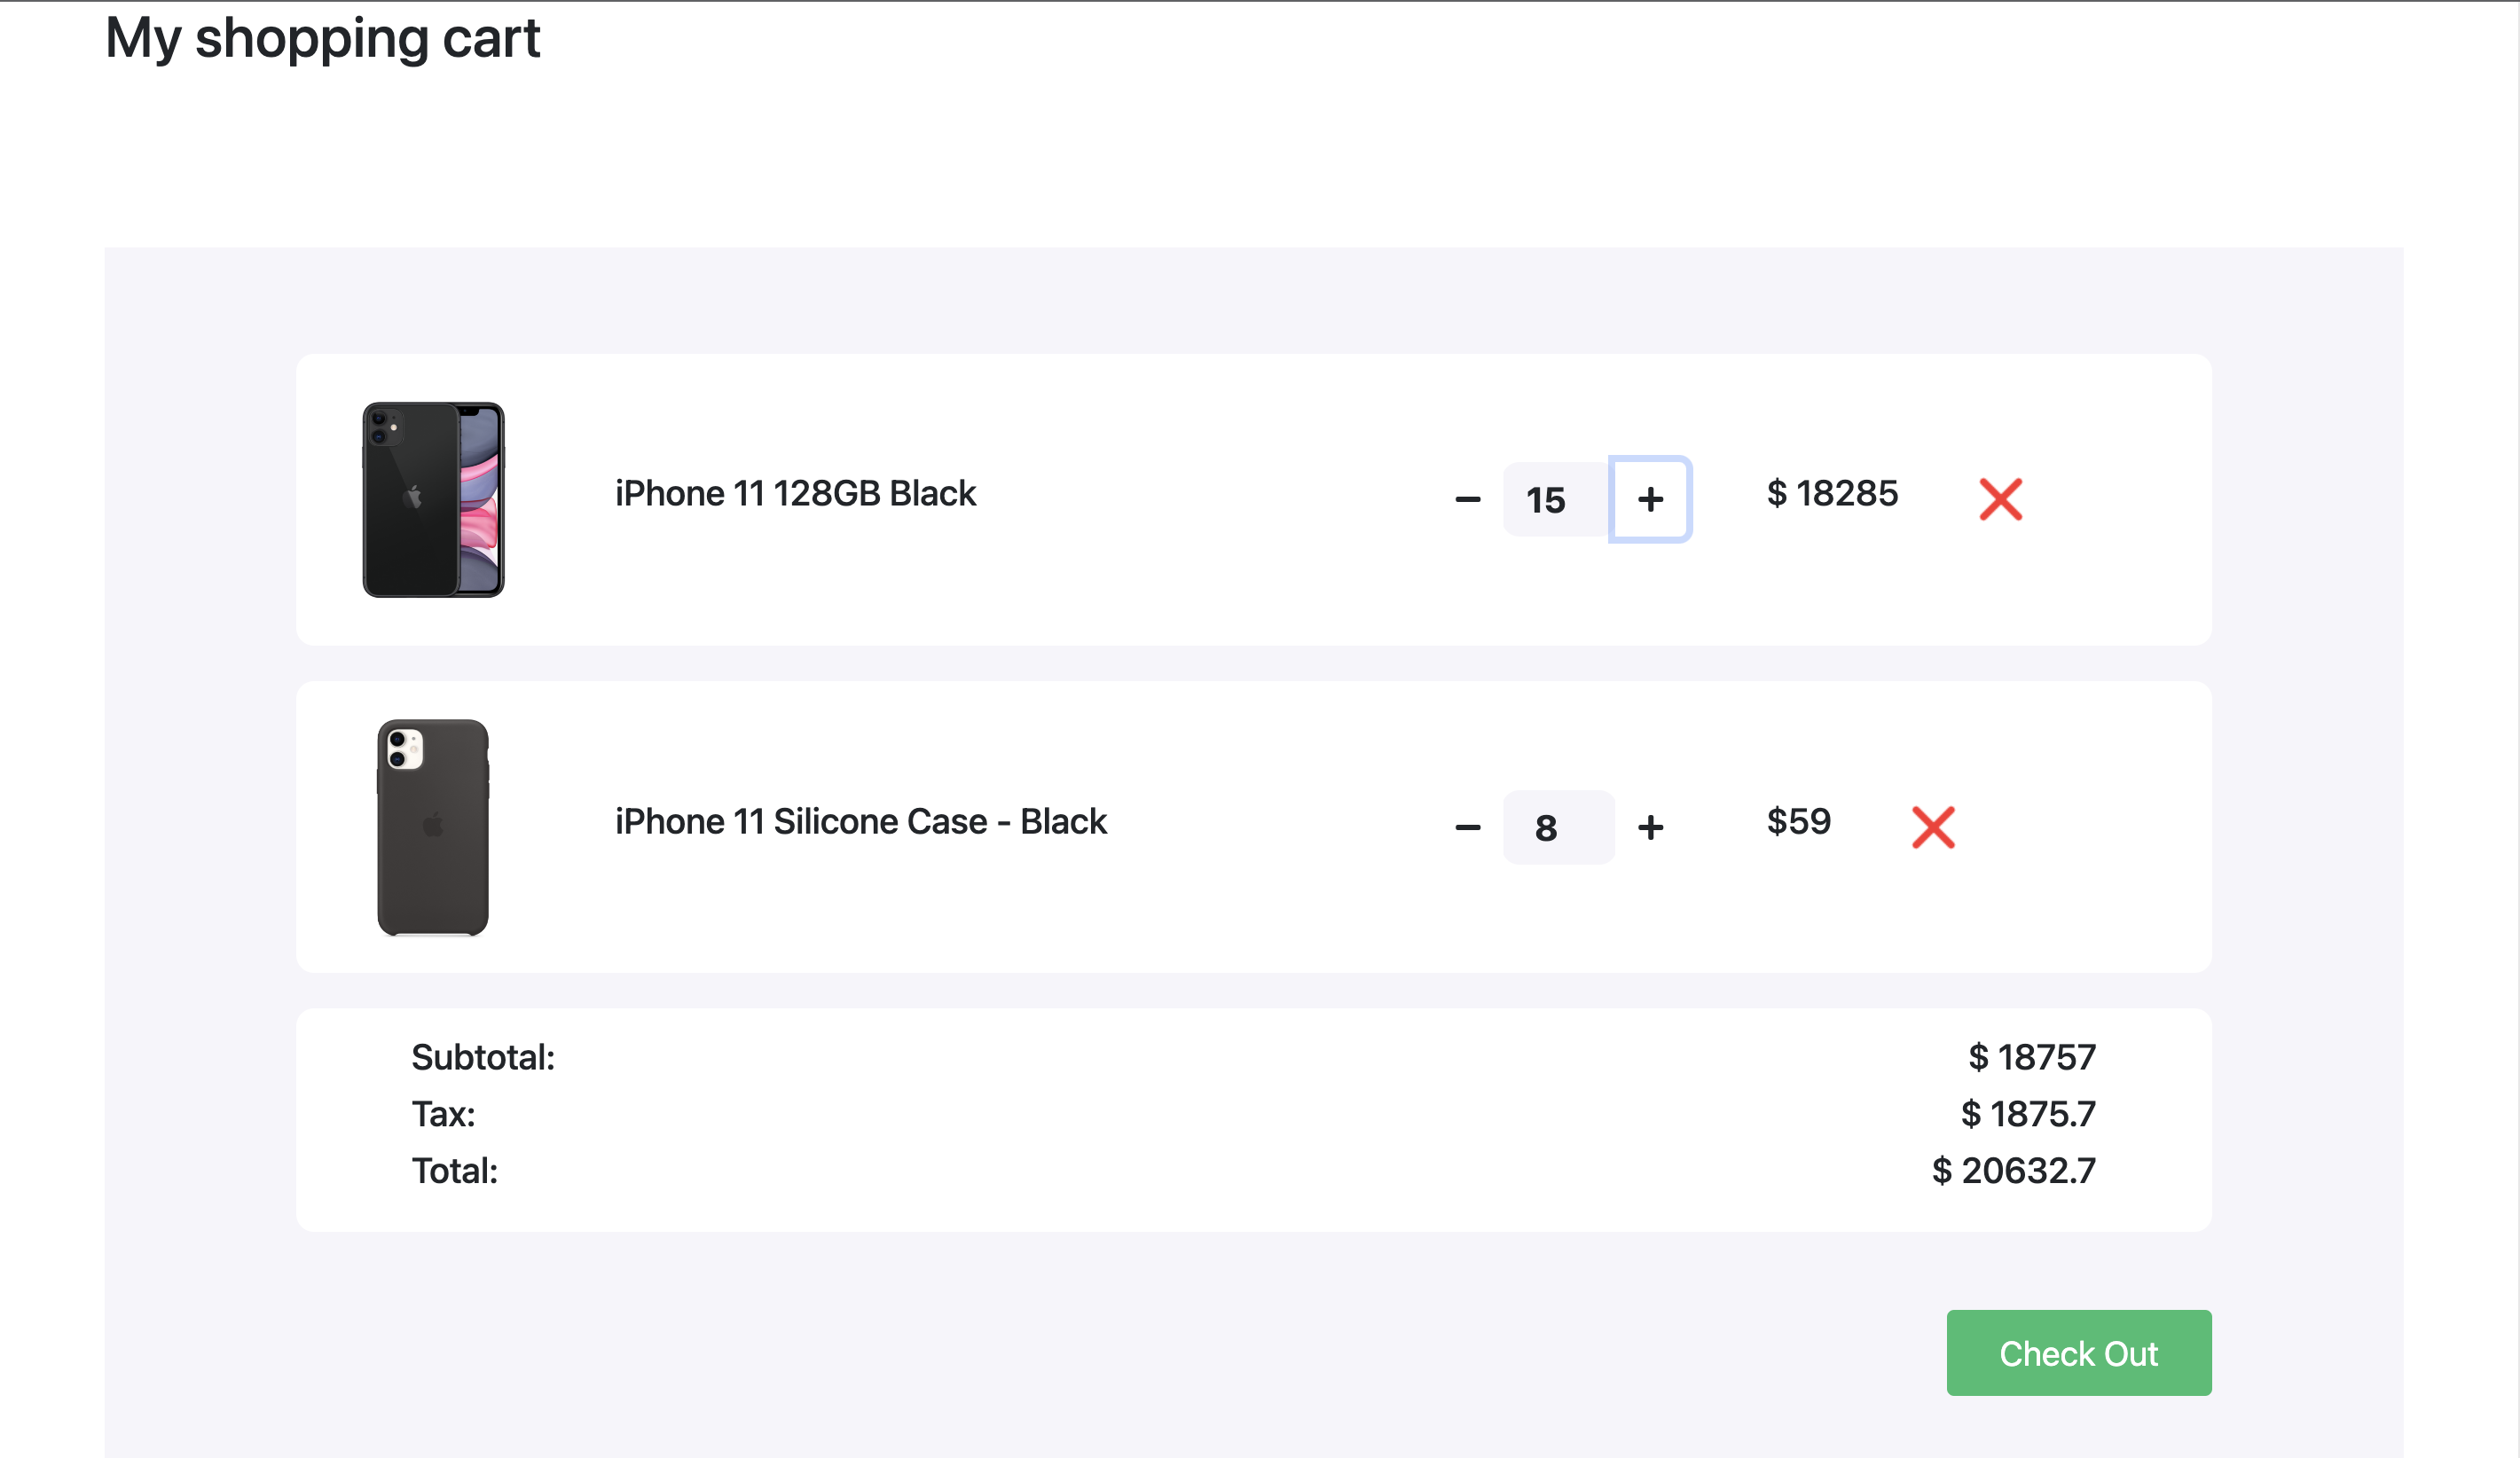 My shopping cart
iPhone 11 128GB Black
− 15 + $ 18285
iPhone 11 Silicone Case - Black
− 8 + $59
Subtotal: $ 18757
Tax: $ 1875.7
Total: $ 20632.7
Check Out